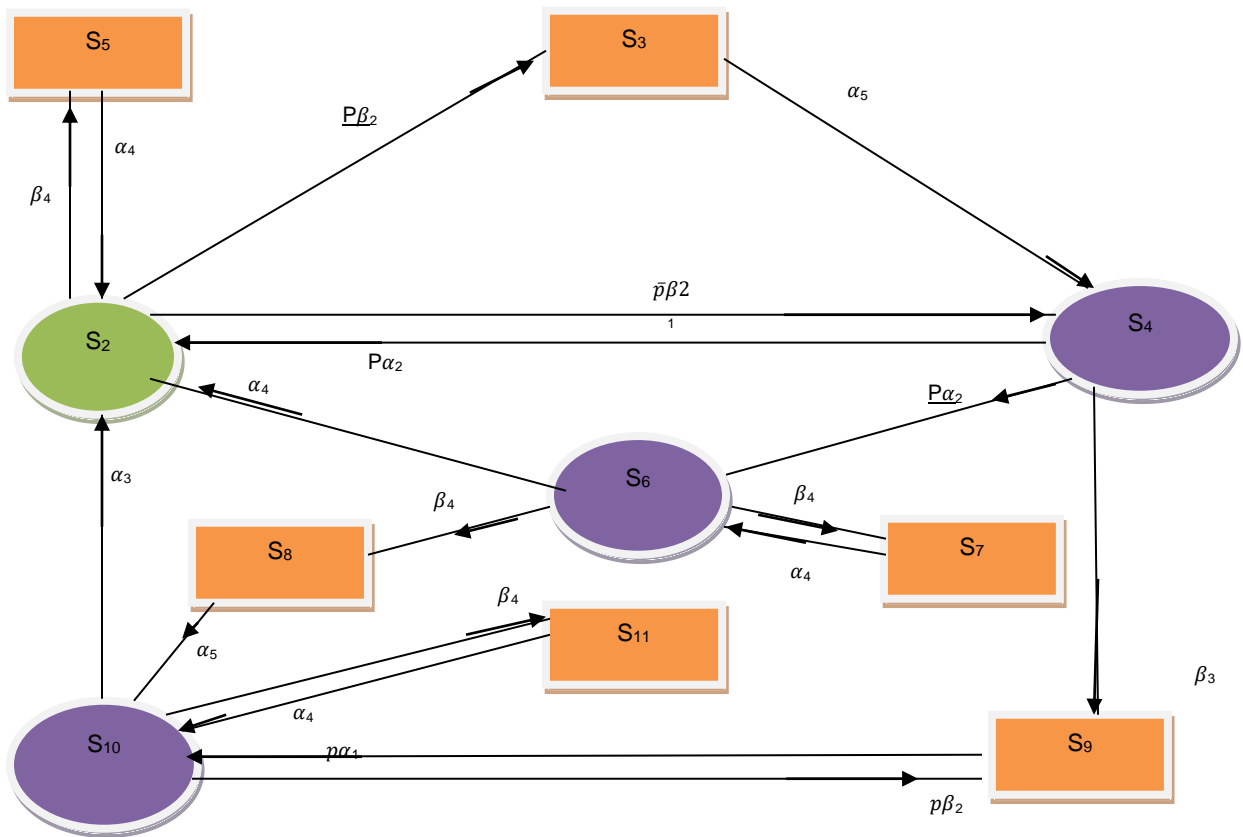 S₅
S₃
α₅
Pβ₂
α₄
β₄
p̄β2
S₄
S₂
1
Pα₂
α₄
Pα₂
S₆
α₃
β₄
β₄
S₈
S₇
α₄
β₄
S₁₁
α₅
β₃
α₄
S₁₀
S₉
pα₁
pβ₂